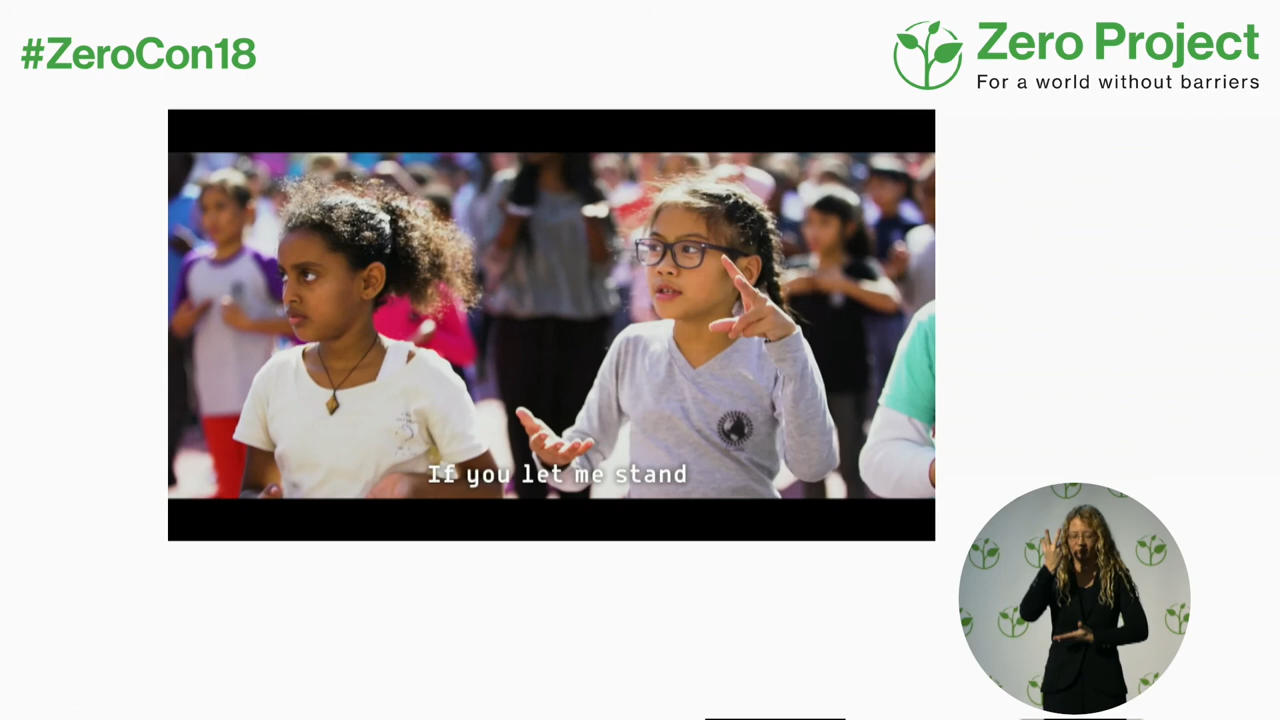 #ZeroCon18
Zero Project
For a world without barriers
If you let me stand